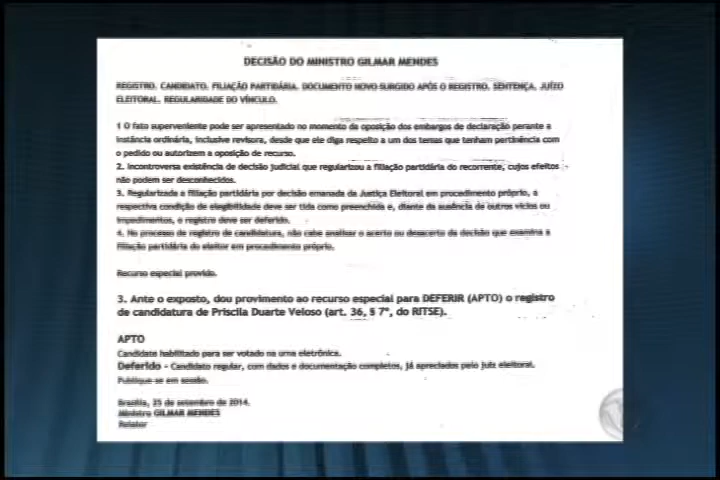 DECISÃO DO MINISTRO GILMAR MENDES
REGISTRO. CANDIDATO. FILIAÇÃO PARTIDÁRIA. DOCUMENTO NOVO SURGIDO APÓS O REGISTRO. SENTENÇA. JUÍZO
ELEITORAL. REGULARIDADE DO VÍNCULO.
1 O fato superveniente pode ser apresentado no momento da oposição dos embargos de declaração perante a
instância ordinária, inclusive revisora, desde que ele diga respeito a um dos temas que tenham pertinência com
o pedido ou autorizem a oposição de recurso.
2. Incontroversa existência de decisão judicial que regularizou a filiação partidária do recorrente, cujos efeitos
não podem ser desconhecidos.
3. Regularizada a filiação partidária por decisão emanada da Justiça Eleitoral em procedimento próprio, a
respectiva condição de elegibilidade deve ser tida como preenchida e, diante da ausência de outros vícios ou
impedimentos, o registro deve ser deferido.
4. No processo de registro de candidatura, não cabe analisar o acerto ou desacerto da decisão que examina a
filiação partidária do eleitor em procedimento próprio.
Recurso especial provido.
3. Ante o exposto, dou provimento ao recurso especial para DEFERIR (APTO) o registro
de candidatura de Priscila Duarte Veloso (art. 36, § 7º, do RITSE).
APTO
Candidato habilitado para ser votado na urna eletrônica.
Deferido - Candidato regular, com dados e documentação completos, já apreciados pelo juiz eleitoral.
Publique-se em sessão.
Brasília, 25 de setembro de 2014.
Ministro GILMAR MENDES
Relator